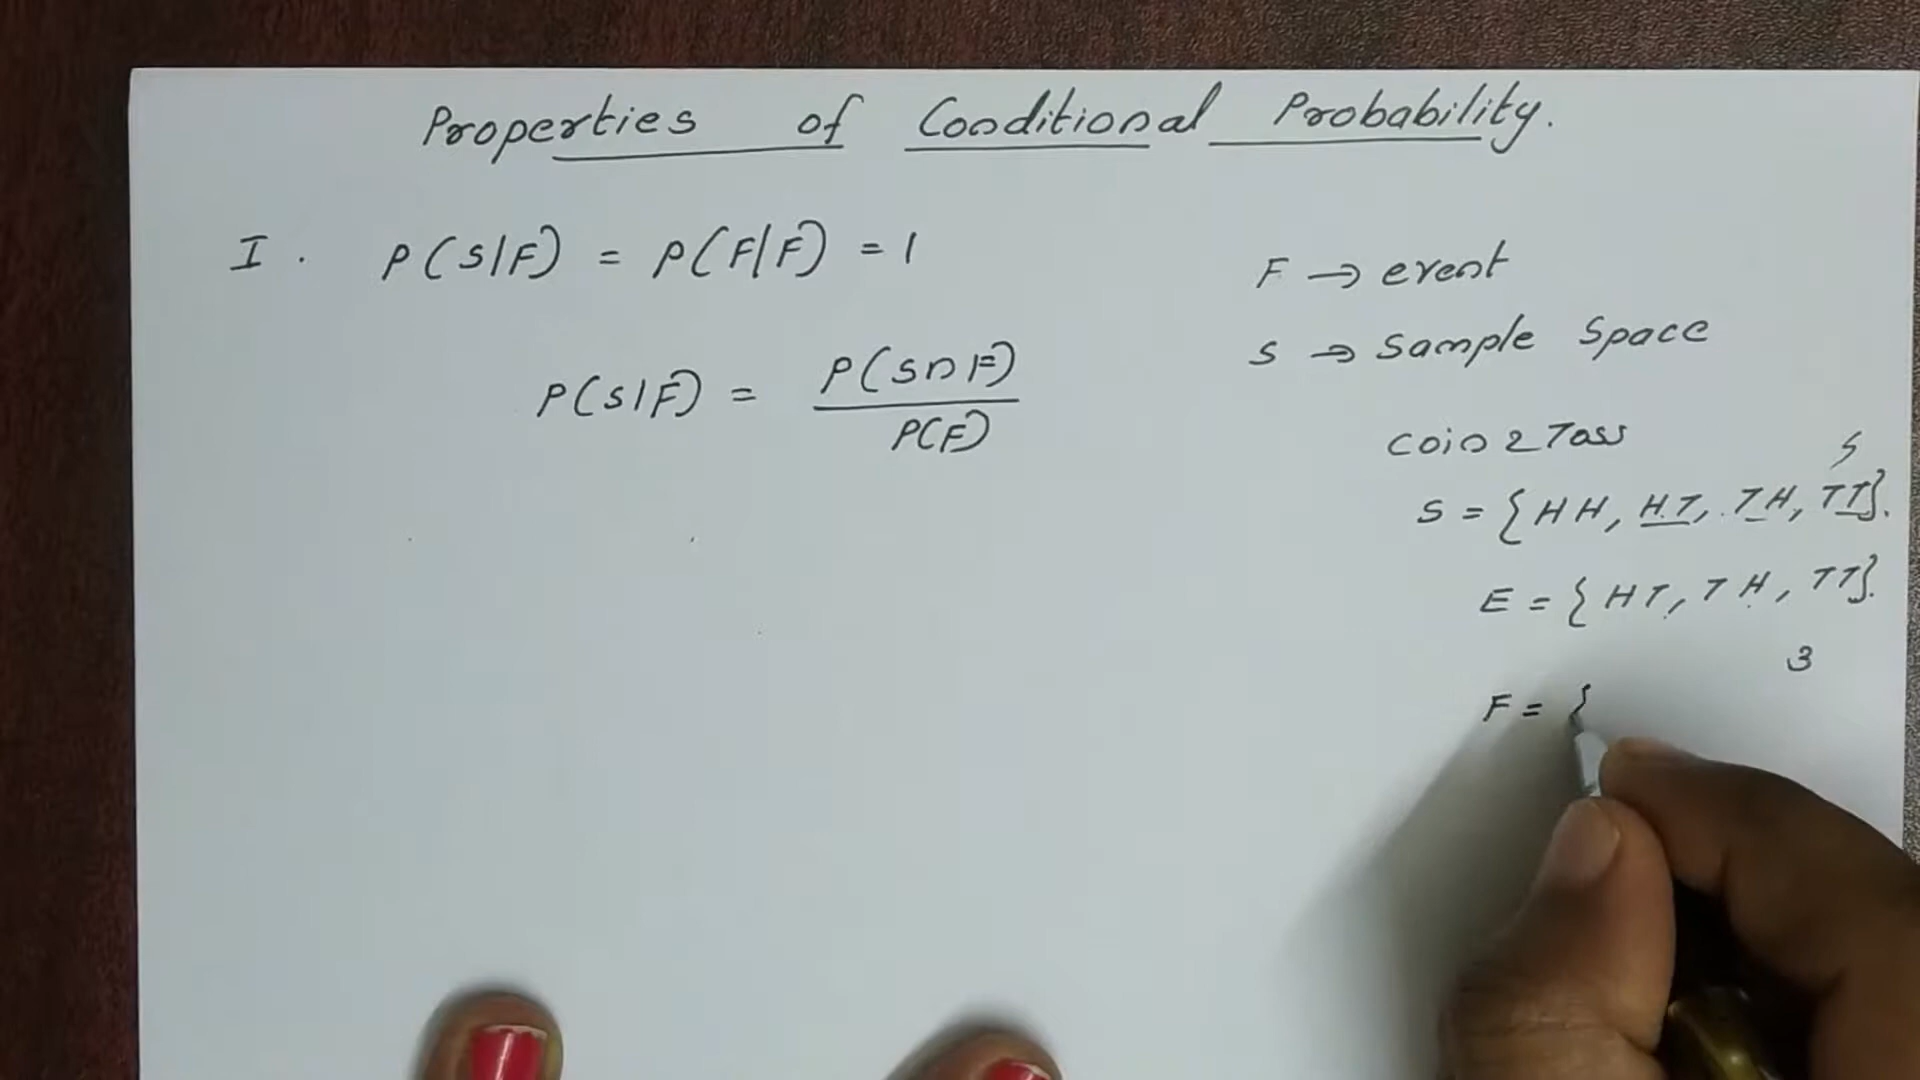 Properties of Conditional Probability.
I. P(S|F) = P(F|F) = 1
F → event
S → Sample Space
P(S|F) = P(S∩F) / P(F)
Coin 2 Toss
S
S = {HH, HT, TH, TT}.
E = {HT, TH, TT}.
3
F = {